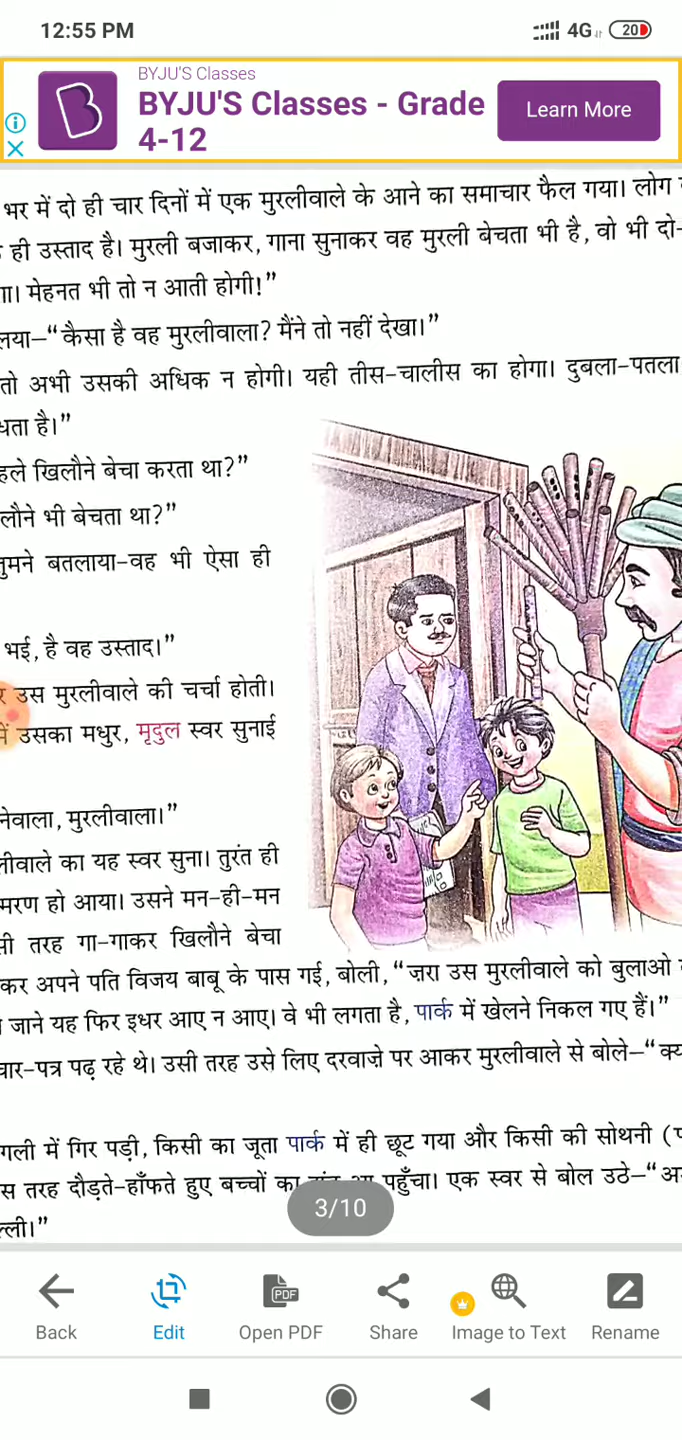 12:55 PM
4G
20
BYJU'S Classes
BYJU'S Classes - Grade
4-12
Learn More
भर में दो ही चार दिनों में एक मुरलीवाले के आने का समाचार फैल गया। लोग
ही उस्ताद है। मुरली बजाकर, गाना सुनाकर वह मुरली बेचता भी है, वो भी दो-
मेहनत भी तो न आती होगी!”
“कैसा है वह मुरलीवाला? मैंने तो नहीं देखा।”
तो अभी उसकी अधिक न होगी। यही तीस-चालीस का होगा। दुबला-पतला
है।”
खिलौने बेचा करता था?”
भी बेचता था?”
बतलाया-वह भी ऐसा ही
भई, है वह उस्ताद।”
उस मुरलीवाले की चर्चा होती।
उसका मधुर, मृदुल स्वर सुनाई
मुरलीवाला।”
का यह स्वर सुना। तुरंत ही
हो आया। उसने मन-ही-मन
तरह गा-गाकर खिलौने बेचा
कर अपने पति विजय बाबू के पास गई, बोली, “ज़रा उस मुरलीवाले को बुलाओ
जाने यह फिर इधर आए न आए। वे भी लगता है, पार्क में खेलने निकल गए हैं।”
चार-पत्र पढ़ रहे थे। उसी तरह उसे लिए दरवाज़े पर आकर मुरलीवाले से बोले-“क्य
गली में गिर पड़ी, किसी का जूता पार्क में ही छूट गया और किसी की सोथनी
तरह दौड़ते-हाँफते हुए बच्चों का पहुँचा। एक स्वर से बोल उठे-“अ
3/10
Back
Edit
PDF
Open PDF
Share
Image to Text
Rename